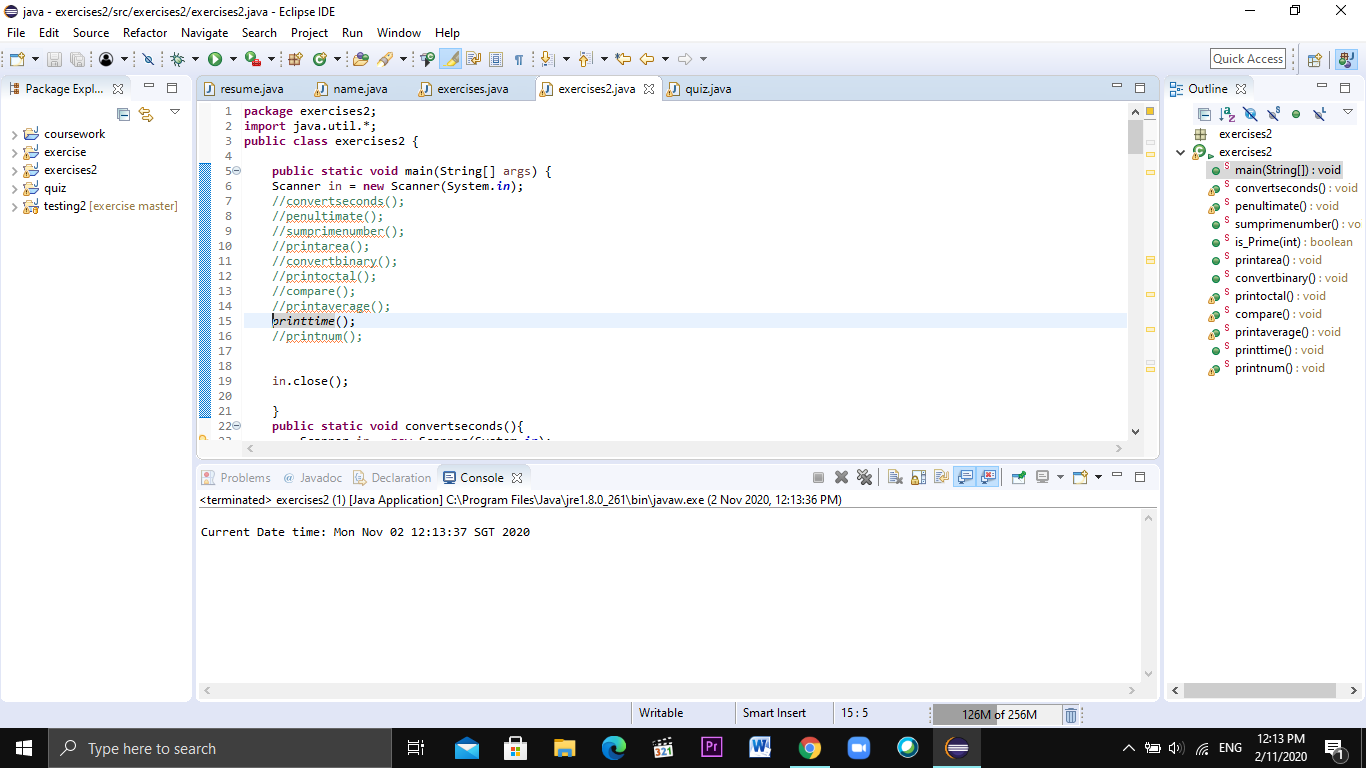 java - exercises2/src/exercises2/exercises2.java - Eclipse IDE
File Edit Source Refactor Navigate Search Project Run Window Help
Quick Access
Package Expl...
coursework
exercise
exercises2
quiz
testing2 [exercise master]
resume.java name.java exercises.java exercises2.java quiz.java
1 package exercises2;
2 import java.util.*;
3 public class exercises2 {
4
5 public static void main(String[] args) {
6 Scanner in = new Scanner(System.in);
7 //convertseconds();
8 //penultimate();
9 //sumprimenumber();
10 //printarea();
11 //convertbinary();
12 //printoctal();
13 //compare();
14 //printaverage();
15 printtime();
16 //printnum();
17
18
19 in.close();
20
21 }
22 public static void convertseconds(){
Outline
exercises2
exercises2
main(String[]) : void
convertseconds() : void
penultimate() : void
sumprimenumber() : vo
is_Prime(int) : boolean
printarea() : void
convertbinary() : void
printoctal() : void
compare() : void
printaverage() : void
printtime() : void
printnum() : void
Problems @ Javadoc Declaration Console
<terminated> exercises2 (1) [Java Application] C:\Program Files\Java\jre1.8.0_261\bin\javaw.exe (2 Nov 2020, 12:13:36 PM)
Current Date time: Mon Nov 02 12:13:37 SGT 2020
Writable Smart Insert 15 : 5 126M of 256M
Type here to search
321
Pr
W
ENG
12:13 PM
2/11/2020
1